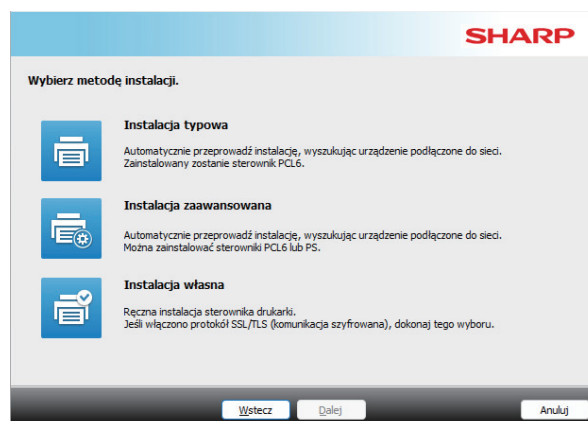 SHARP
Wybierz metodę instalacji.
Instalacja typowa
Automatycznie przeprowadź instalację, wyszukując urządzenie podłączone do sieci.
Zainstalowany zostanie sterownik PCL6.
Instalacja zaawansowana
Automatycznie przeprowadź instalację, wyszukując urządzenie podłączone do sieci.
Można zainstalować sterowniki PCL6 lub PS.
Instalacja własna
Ręczna instalacja sterownika drukarki.
Jeśli włączono protokół SSL/TLS (komunikacja szyfrowana), dokonaj tego wyboru.
Wstecz Dalej Anuluj